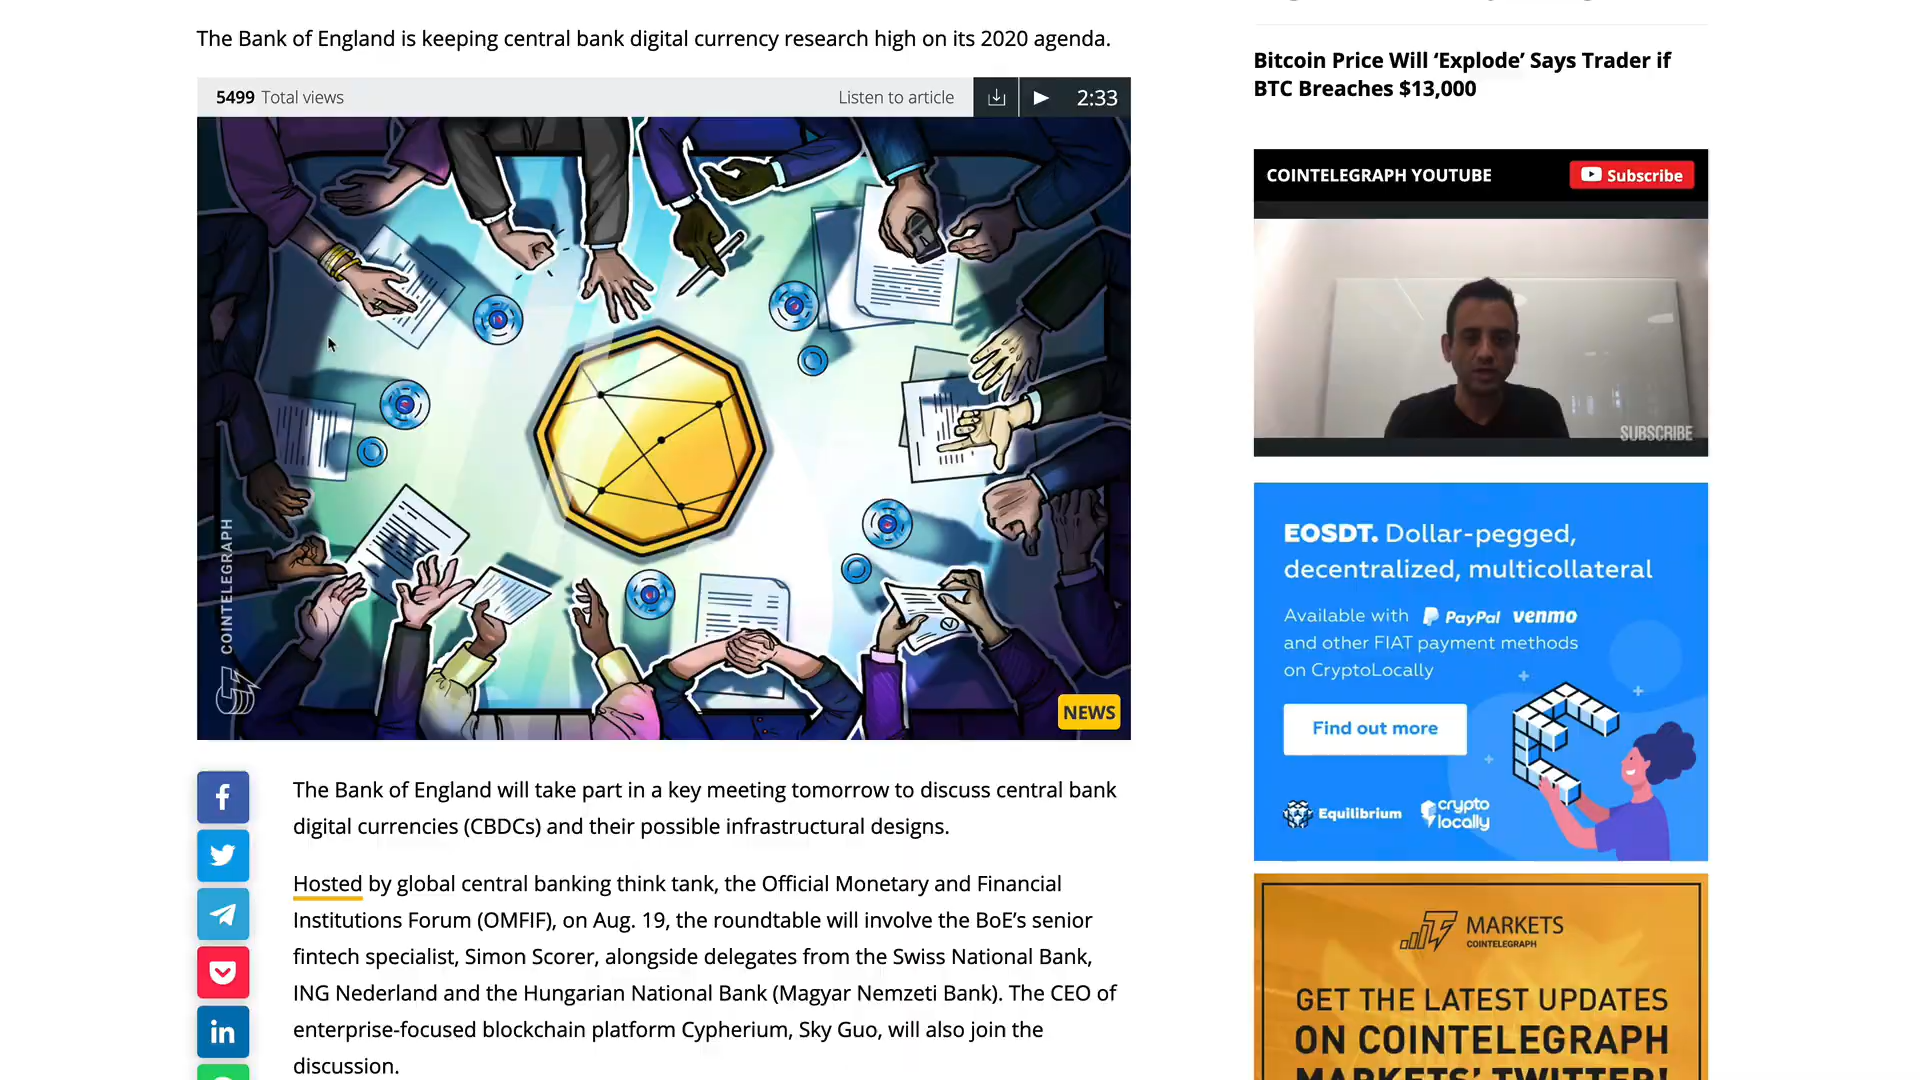 The Bank of England is keeping central bank digital currency research high on its 2020 agenda.
5499 Total views
Listen to article
2:33
COINTELEGRAPH
NEWS
The Bank of England will take part in a key meeting tomorrow to discuss central bank
digital currencies (CBDCs) and their possible infrastructural designs.
Hosted by global central banking think tank, the Official Monetary and Financial
Institutions Forum (OMFIF), on Aug. 19, the roundtable will involve the BoE’s senior
fintech specialist, Simon Scorer, alongside delegates from the Swiss National Bank,
ING Nederland and the Hungarian National Bank (Magyar Nemzeti Bank). The CEO of
enterprise-focused blockchain platform Cypherium, Sky Guo, will also join the
discussion.
Bitcoin Price Will ‘Explode’ Says Trader if
BTC Breaches $13,000
COINTELEGRAPH YOUTUBE
Subscribe
SUBSCRIBE
EOSDT. Dollar-pegged,
decentralized, multicollateral
Available with PayPal venmo
and other FIAT payment methods
on CryptoLocally
Find out more
Equilibrium
crypto
locally
MARKETS
COINTELEGRAPH
GET THE LATEST UPDATES
ON COINTELEGRAPH
MARKETS' TWITTER!